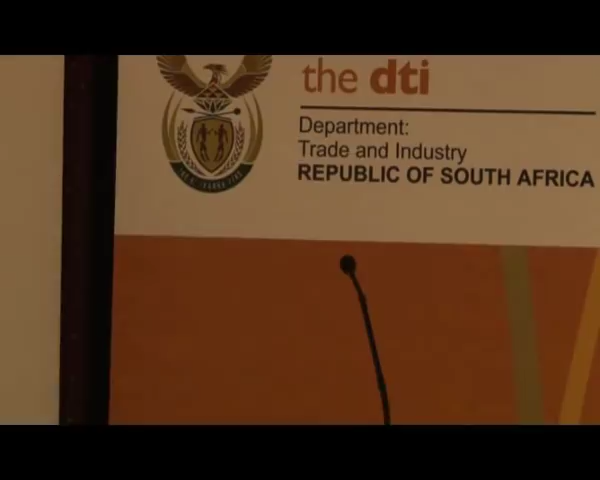 the dti
Department:
Trade and Industry
REPUBLIC OF SOUTH AFRICA